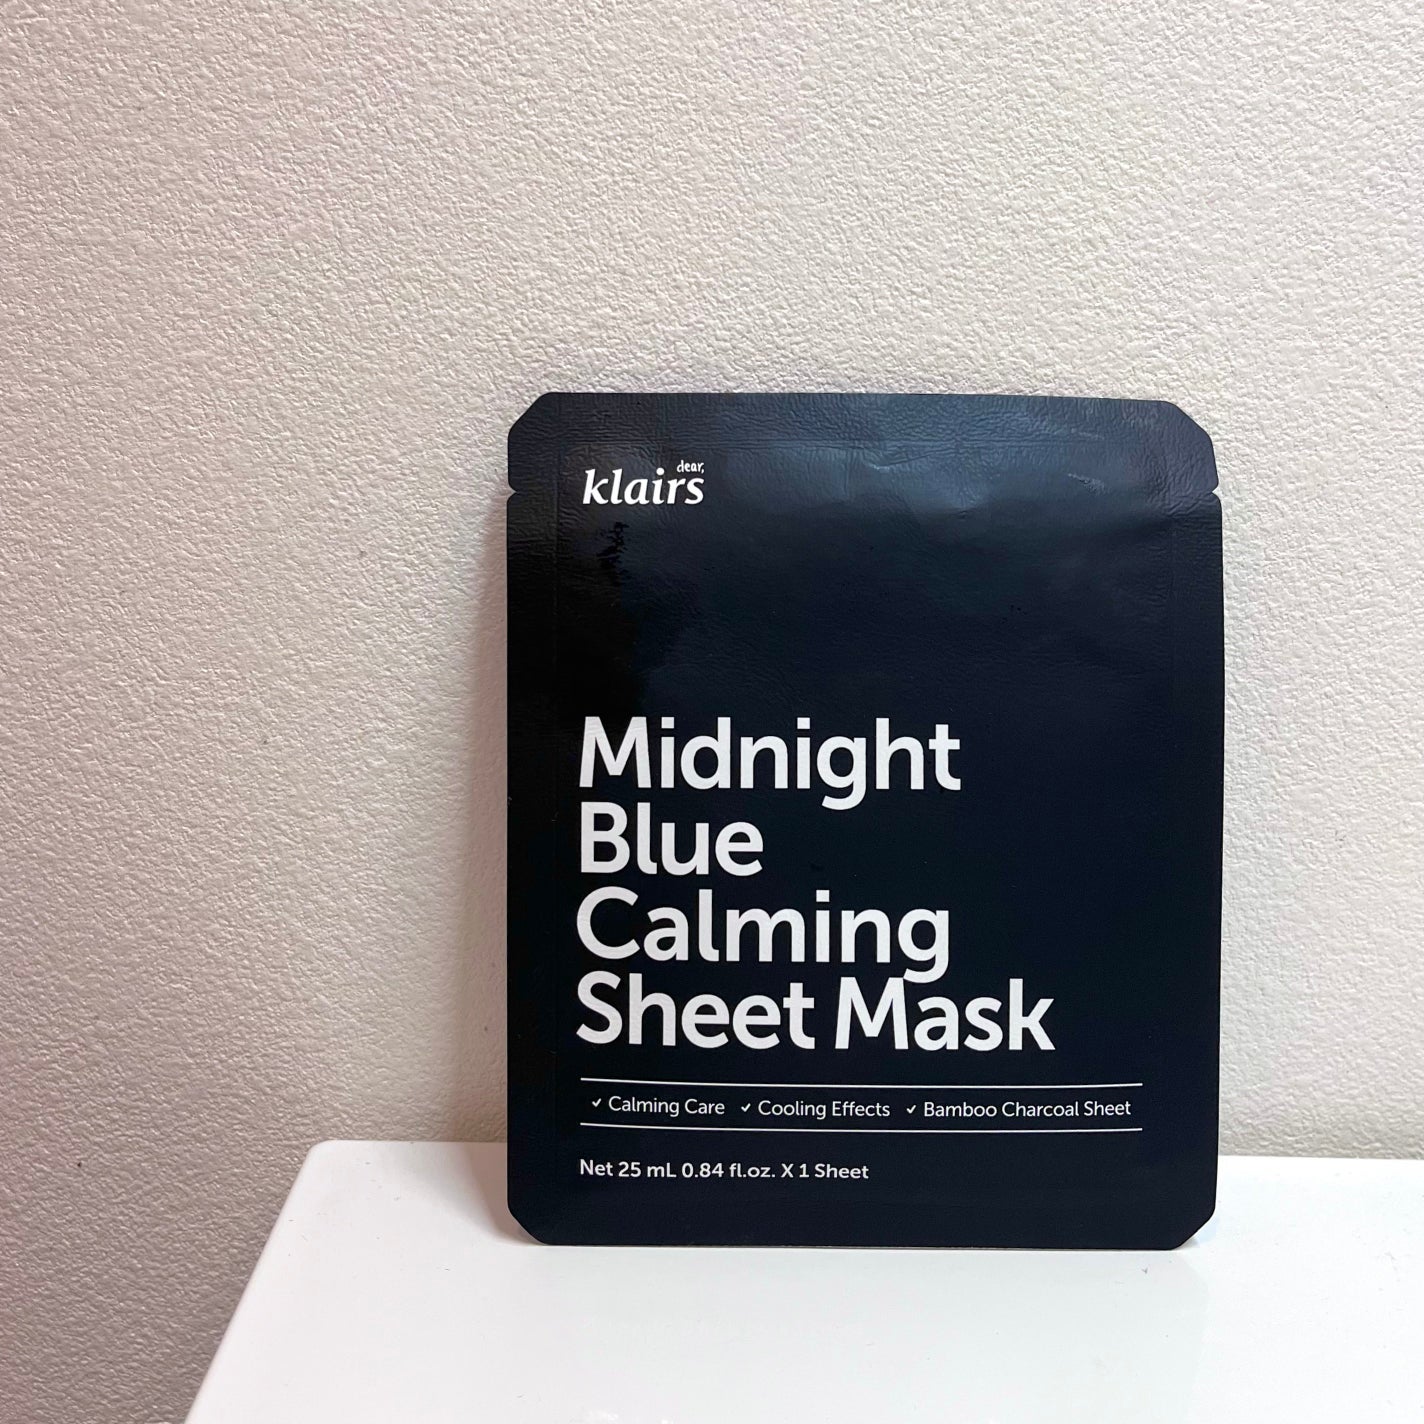 dear,
klairs
Midnight
Blue
Calming
Sheet Mask
✓ Calming Care ✓ Cooling Effects ✓ Bamboo Charcoal Sheet
Net 25 mL 0.84 fl.oz. X 1 Sheet